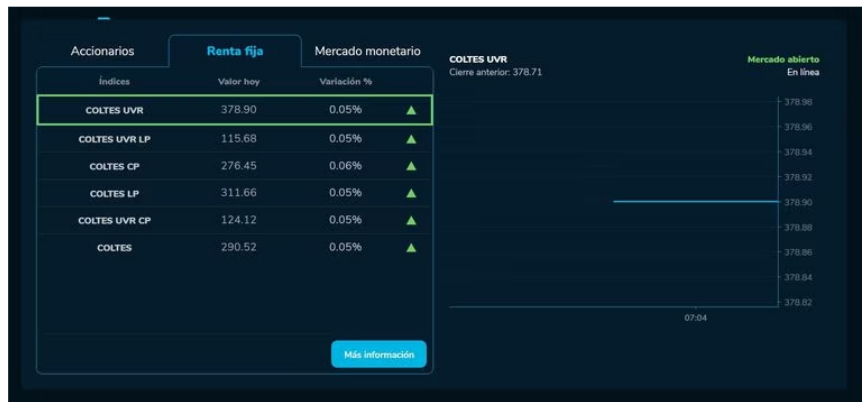 Accionarios Renta fija Mercado monetario
Índices Valor hoy Variación %
COLTES UVR 378.90 0.05%
COLTES UVR LP 115.68 0.05%
COLTES CP 276.45 0.06%
COLTES LP 311.66 0.05%
COLTES UVR CP 124.12 0.05%
COLTES 290.52 0.05%
Más información
COLTES UVR Mercado abierto
Cierre anterior: 378.71 En línea
378.98
378.96
378.94
378.92
378.90
378.88
378.86
378.84
378.82
07:04